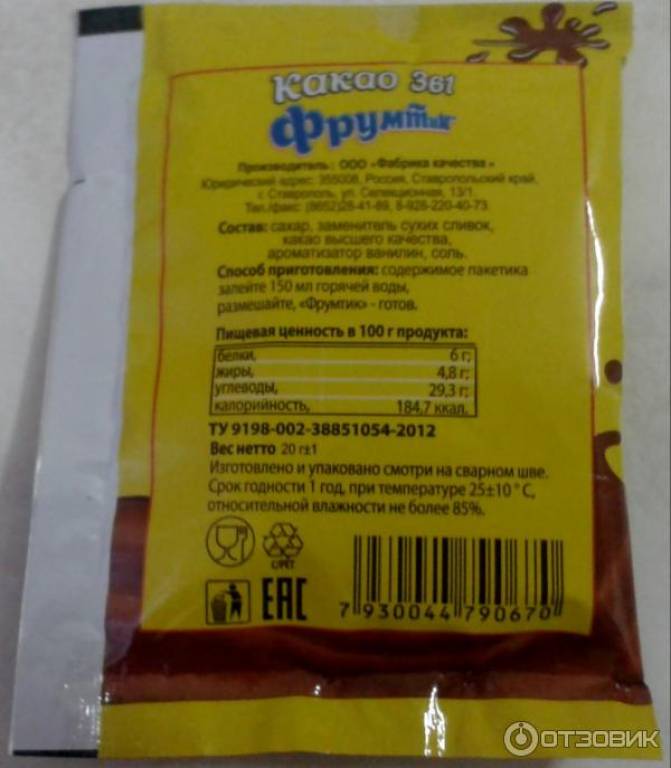 Какао 3в1
Фрумтик
Производитель: ООО «Фабрика качества»
Юридический адрес: 355008, Россия, Ставропольский край,
г. Ставрополь, ул. Селекционная, 13/1.
Тел./факс: (8652)28-41-89, 8-928-220-40-73.
Состав: сахар, заменитель сухих сливок,
какао высшего качества,
ароматизатор ванилин, соль.
Способ приготовления: содержимое пакетика
залейте 150 мл горячей воды,
размешайте, «Фрумтик» - готов.
Пищевая ценность в 100 г продукта:
белки, 6 г;
жиры, 4,8 г;
углеводы, 29,3 г;
калорийность, 184,7 ккал.
ТУ 9198-002-38851054-2012
Вес нетто 20 г±1
Изготовлено и упаковано смотри на сварном шве.
Срок годности 1 год, при температуре 25±10 °С,
относительной влажности не более 85%.
C/PET
ЕАС
7 930044 790670
ОТЗОВИК